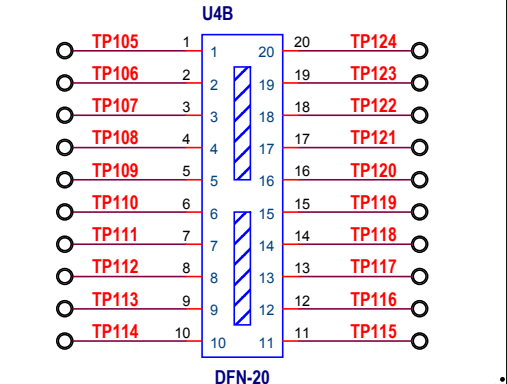 U4B
TP105 1 1 20 20 TP124
TP106 2 2 19 19 TP123
TP107 3 3 18 18 TP122
TP108 4 4 17 17 TP121
TP109 5 5 16 16 TP120
TP110 6 6 15 15 TP119
TP111 7 7 14 14 TP118
TP112 8 8 13 13 TP117
TP113 9 9 12 12 TP116
TP114 10 10 11 11 TP115
DFN-20